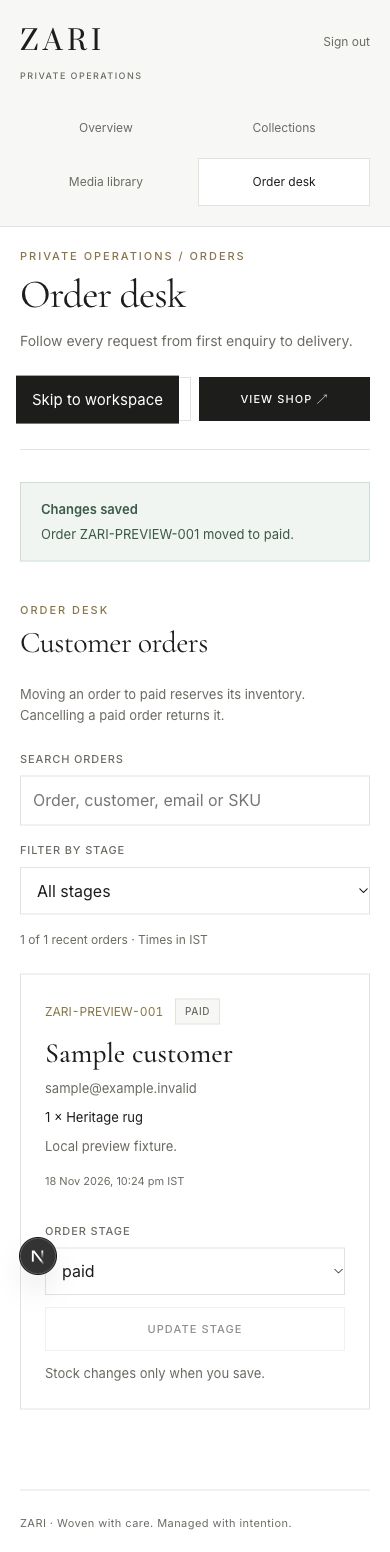 ZARI
Sign out
PRIVATE OPERATIONS
Overview
Collections
Media library
Order desk
PRIVATE OPERATIONS / ORDERS
Order desk
Follow every request from first enquiry to delivery.
Skip to workspace
VIEW SHOP ↗
Changes saved
Order ZARI-PREVIEW-001 moved to paid.
ORDER DESK
Customer orders
Moving an order to paid reserves its inventory.
Cancelling a paid order returns it.
SEARCH ORDERS
Order, customer, email or SKU
FILTER BY STAGE
All stages
1 of 1 recent orders · Times in IST
ZARI-PREVIEW-001 PAID
Sample customer
sample@example.invalid
1 × Heritage rug
Local preview fixture.
18 Nov 2026, 10:24 pm IST
ORDER STAGE
N
paid
UPDATE STAGE
Stock changes only when you save.
ZARI · Woven with care. Managed with intention.